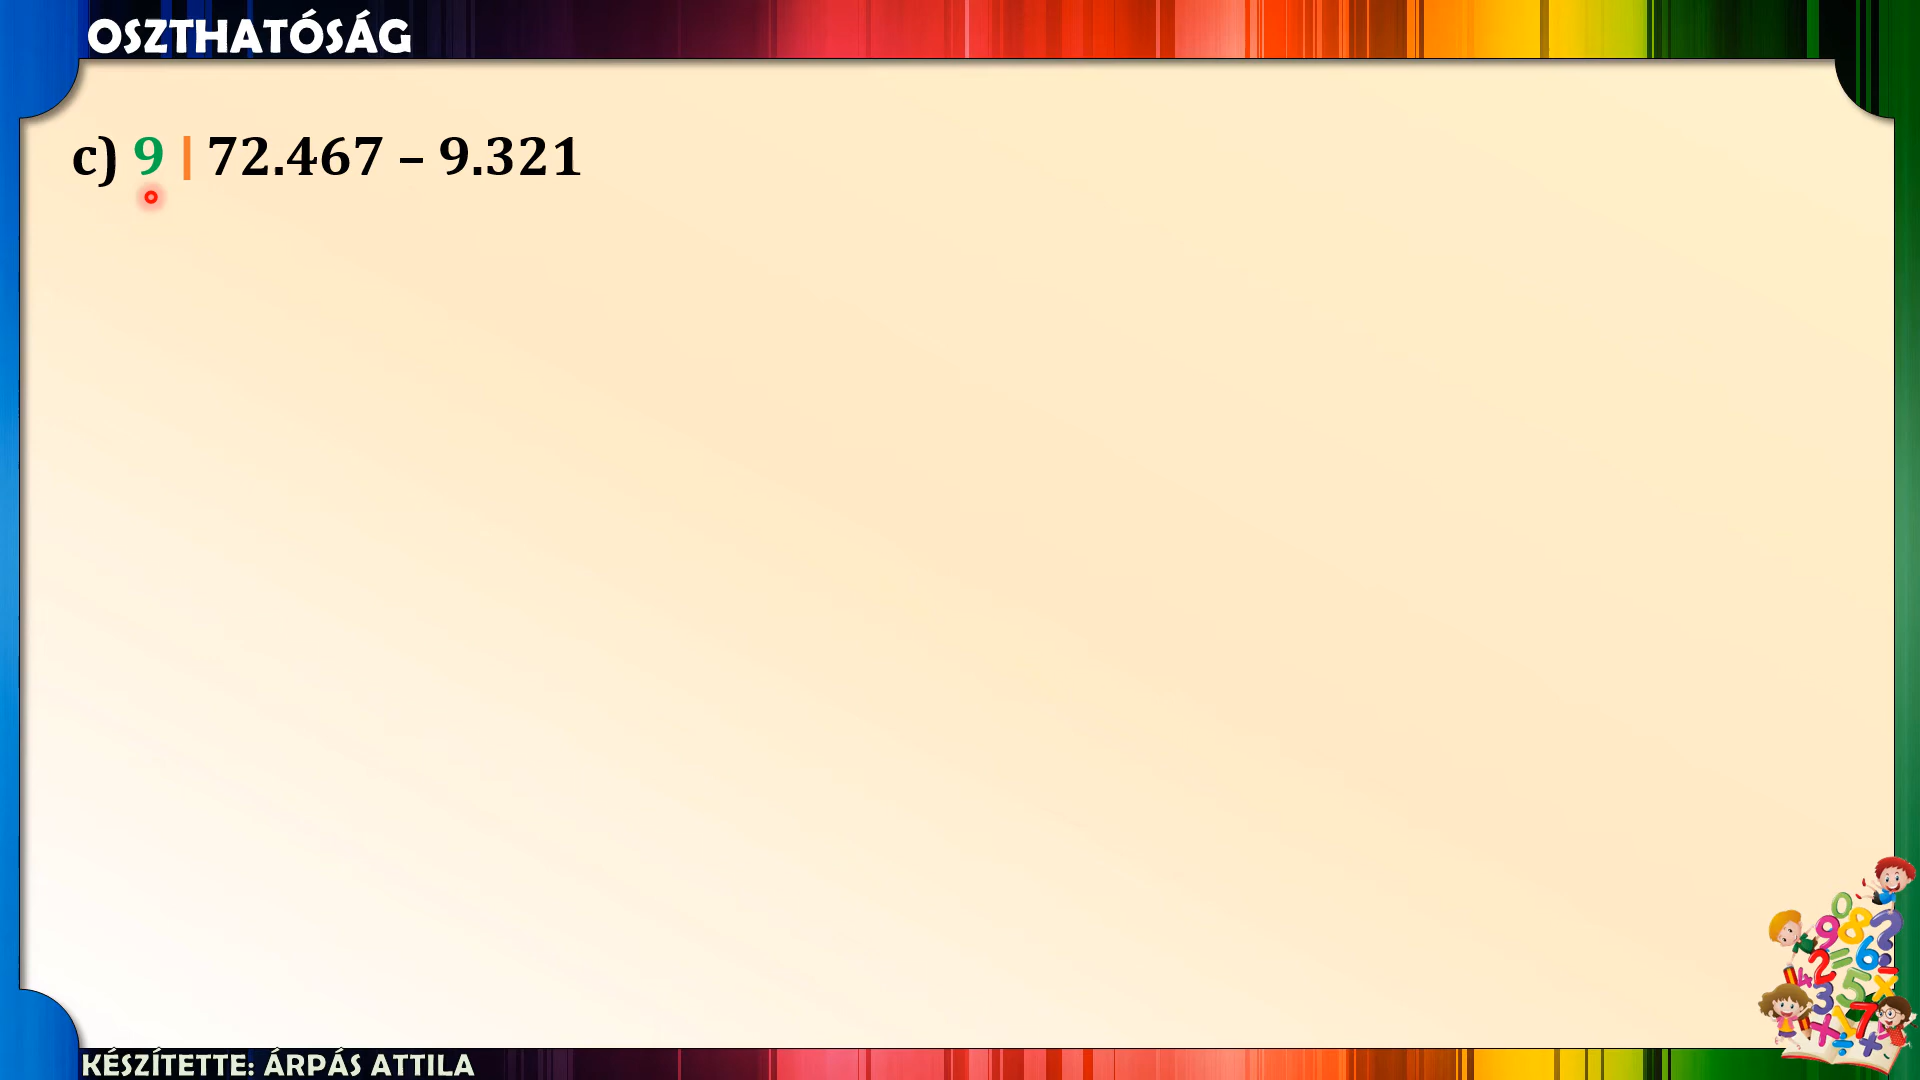 OSZTHATÓSÁG
c) 9 | 72.467 – 9.321
KÉSZÍTETTE: ÁRPÁS ATTILA